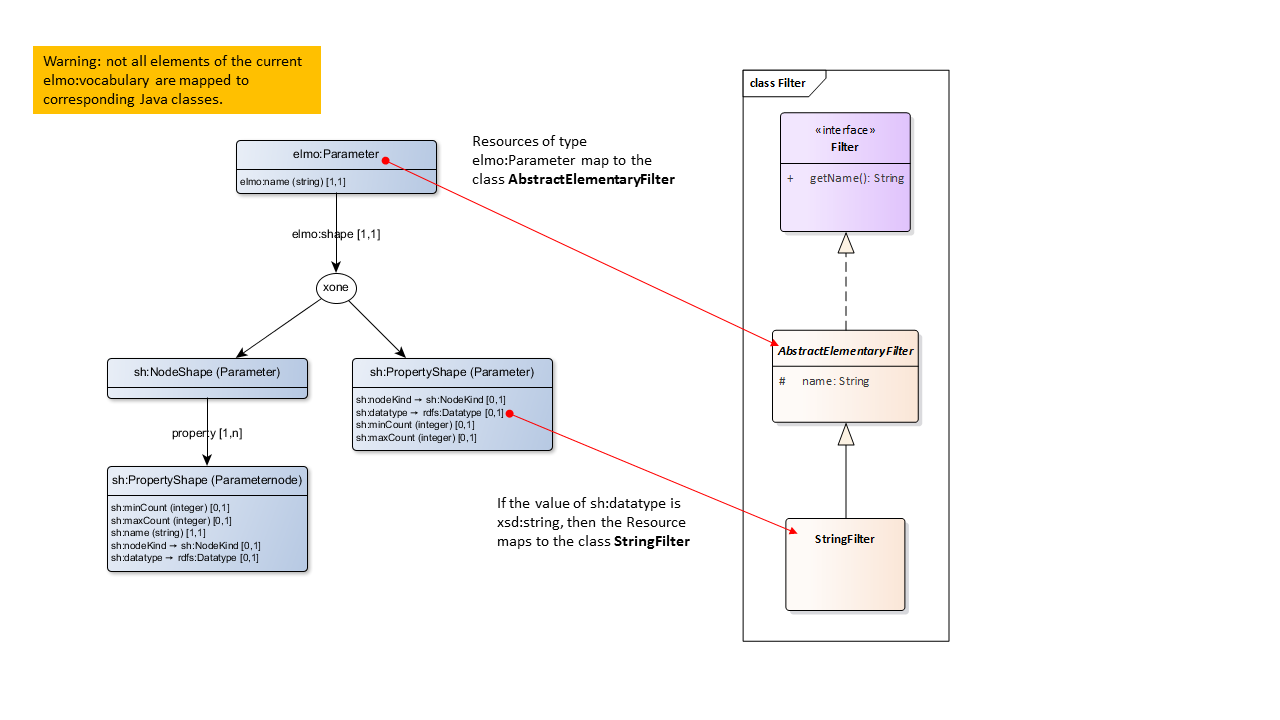 Warning: not all elements of the current
elmo:vocabulary are mapped to
corresponding Java classes.
elmo:Parameter
elmo:name (string) [1,1]
elmo:shape [1,1]
xone
sh:NodeShape (Parameter)
property [1,n]
sh:PropertyShape (Parameternode)
sh:minCount (integer) [0,1]
sh:maxCount (integer) [0,1]
sh:name (string) [1,1]
sh:nodeKind → sh:NodeKind [0,1]
sh:datatype → rdfs:Datatype [0,1]
sh:PropertyShape (Parameter)
sh:nodeKind → sh:NodeKind [0,1]
sh:datatype → rdfs:Datatype [0,1]
sh:minCount (integer) [0,1]
sh:maxCount (integer) [0,1]
Resources of type
elmo:Parameter map to the
class AbstractElementaryFilter
If the value of sh:datatype is
xsd:string, then the Resource
maps to the class StringFilter
class Filter
«interface»
Filter
+ getName(): String
AbstractElementaryFilter
# name: String
StringFilter